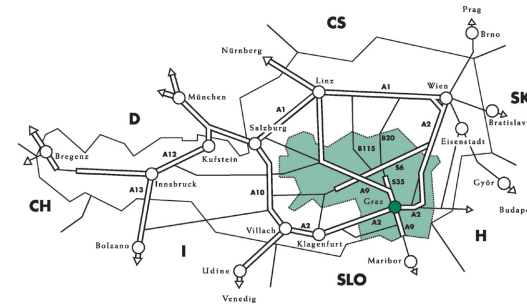 Prag
CS
Brno
Nürnberg
Linz
A1
Wien
SK
D
München
A1
B20
A2
Bratislava
Salzburg
B115
Eisenstadt
Bregenz
A12
Kufstein
S6
Györ
S35
A9
Innsbruck
A10
Graz
Budapest
CH
A13
Villach
A2
A2
A2
A9
H
Bolzano
I
Klagenfurt
Udine
SLO
Maribor
Venedig